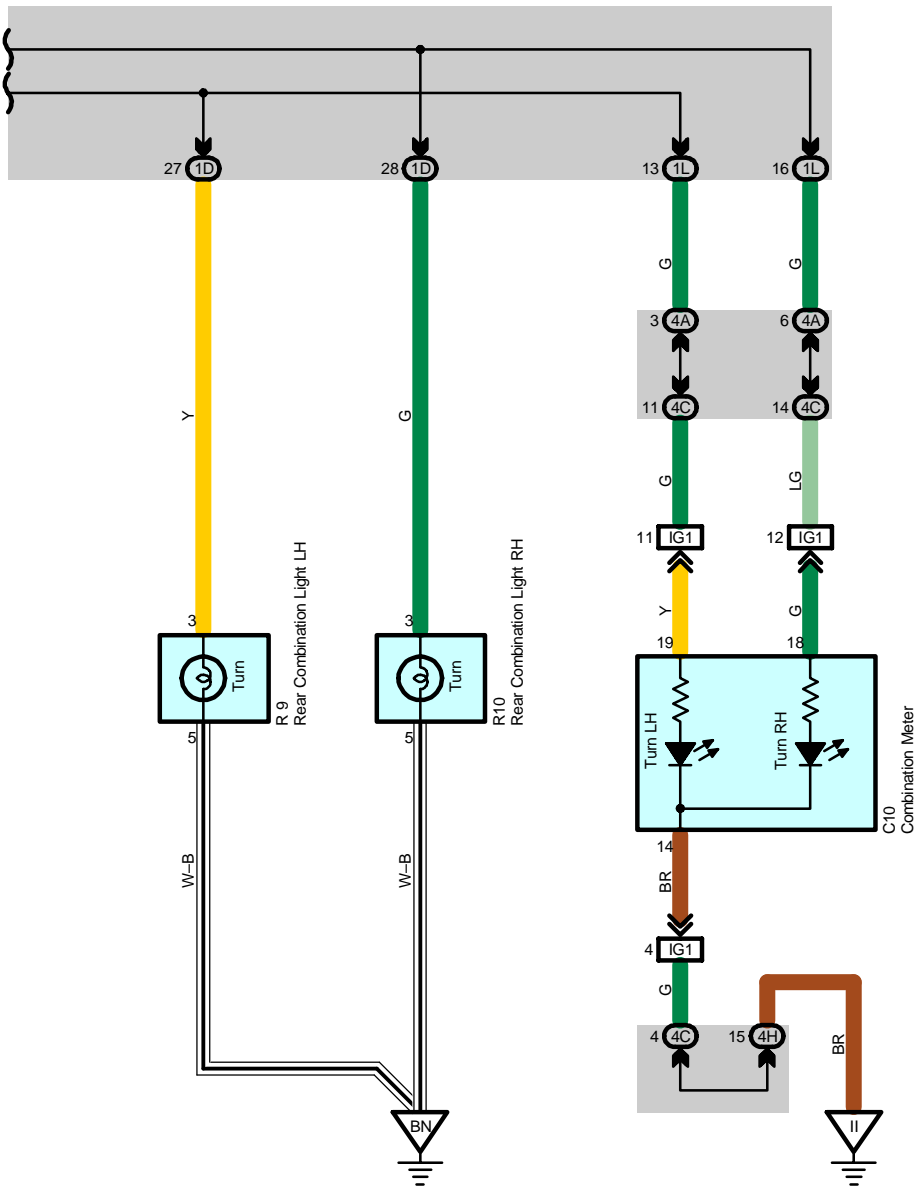 27 1D
28 1D
13 1L
16 1L
G
G
3 4A
6 4A
Y
G
11 4C
14 4C
G
LG
11 IG1
12 IG1
Y
G
3
3
19
18
Turn
R 9
Rear Combination Light LH
Turn
R10
Rear Combination Light RH
Turn LH
Turn RH
C10
Combination Meter
5
5
14
W–B
W–B
BR
4 IG1
G
4 4C
15 4H
BR
BN
II